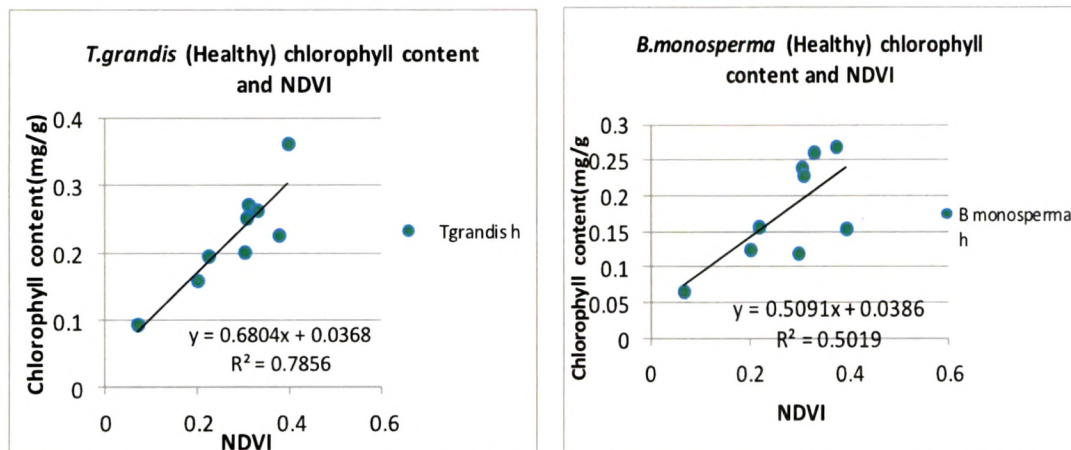 T.grandis (Healthy) chlorophyll content
and NDVI
Chlorophyll content(mg/g)
0.4
0.3
0.2
0.1
0
0
0.2
0.4
0.6
NDVI
y = 0.6804x + 0.0368
R² = 0.7856
Tgrandis h
B.monosperma (Healthy) chlorophyll
content and NDVI
Chlorophyll content(mg/g
0.3
0.25
0.2
0.15
0.1
0.05
0
0
0.2
0.4
0.6
NDVI
y = 0.5091x + 0.0386
R² = 0.5019
B monosperma
h